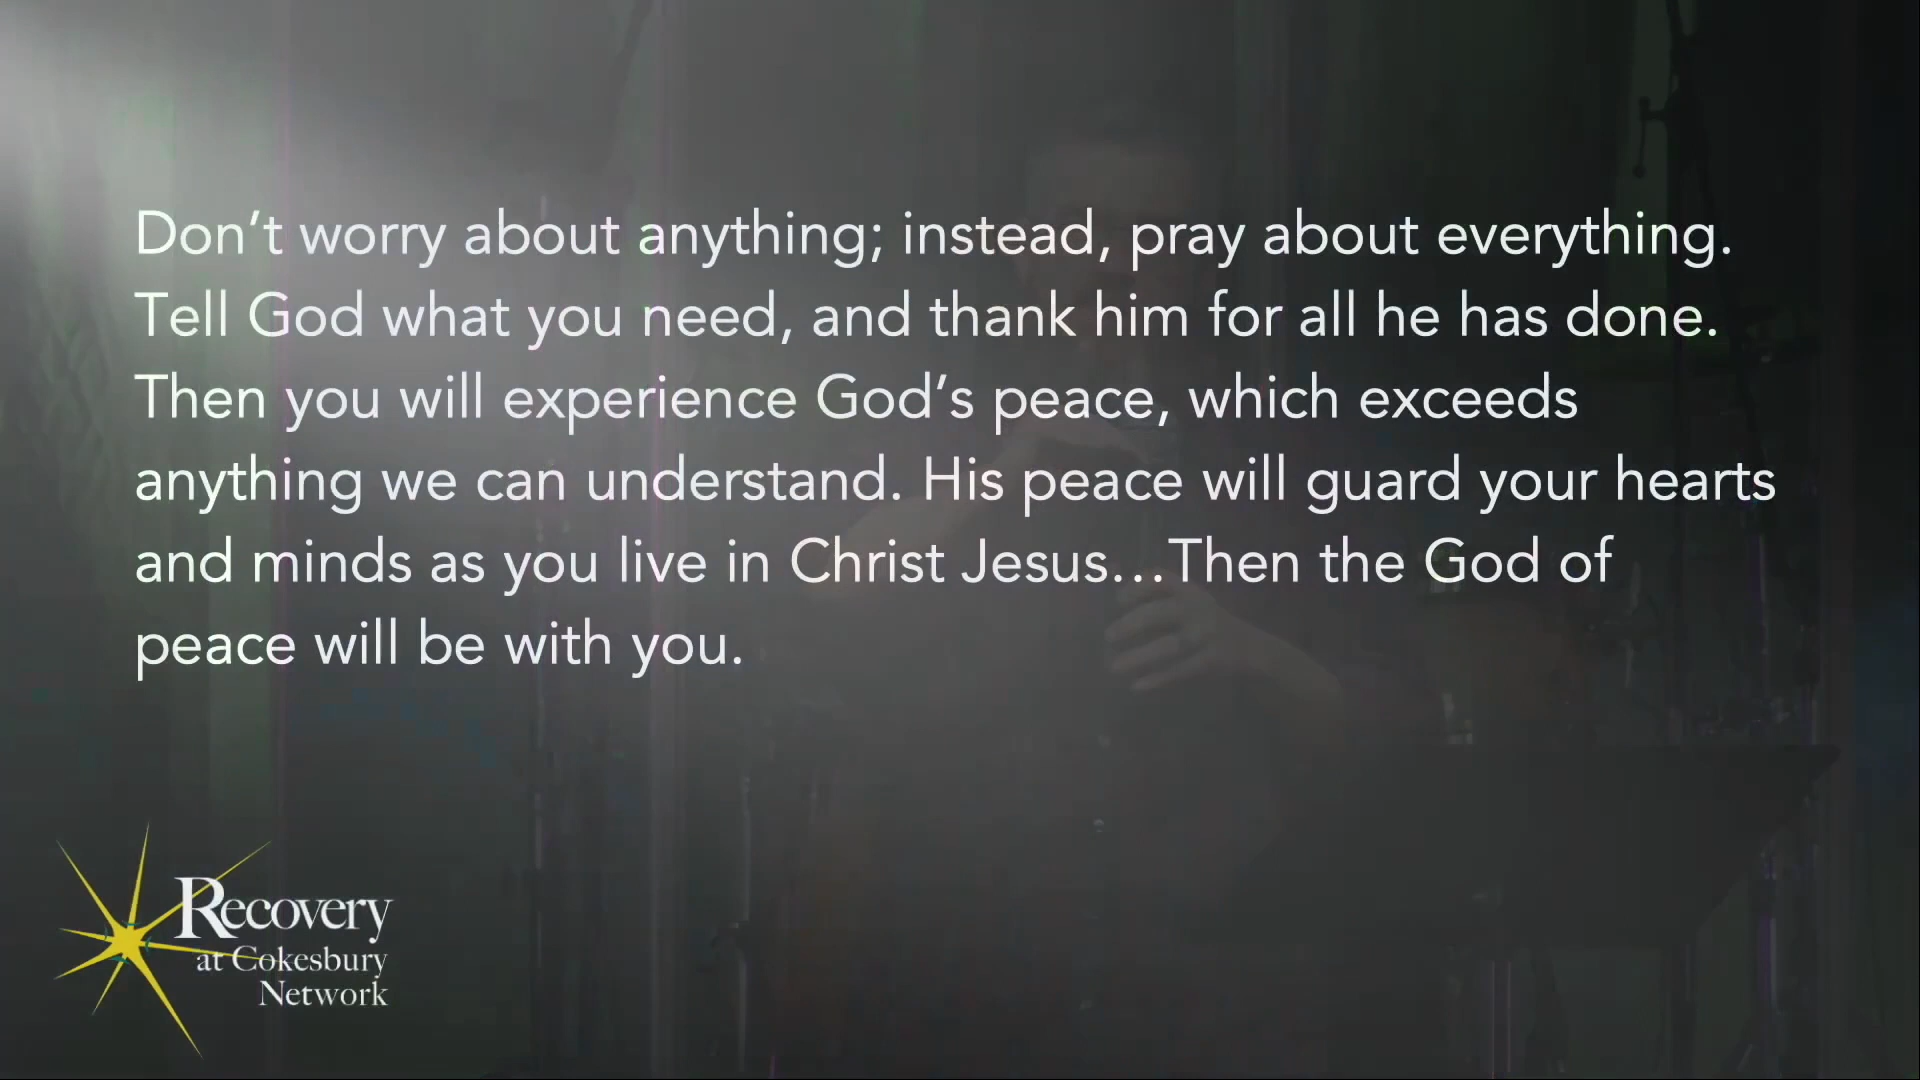 Don’t worry about anything; instead, pray about everything.
Tell God what you need, and thank him for all he has done.
Then you will experience God’s peace, which exceeds
anything we can understand. His peace will guard your hearts
and minds as you live in Christ Jesus…Then the God of
peace will be with you.
Recovery
at Cokesbury
Network